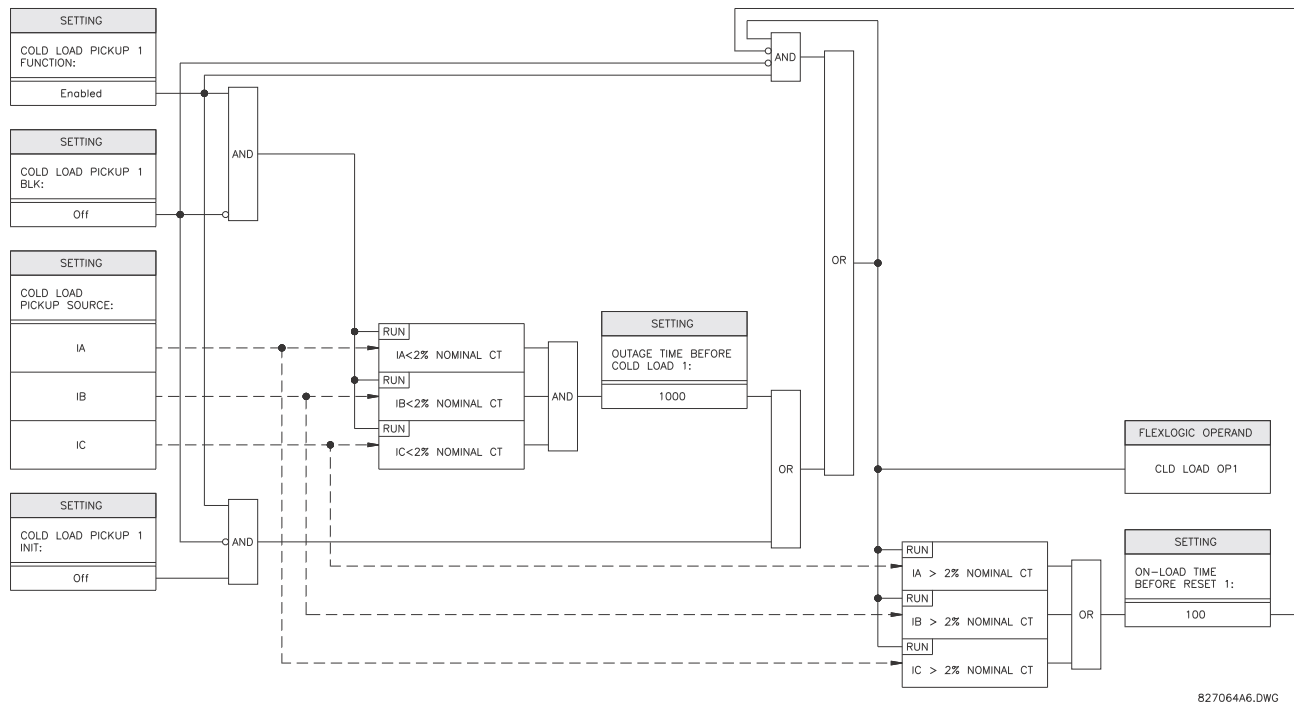 SETTING
COLD LOAD PICKUP 1
FUNCTION:
Enabled
SETTING
COLD LOAD PICKUP 1
BLK:
Off
SETTING
COLD LOAD
PICKUP SOURCE:
IA
IB
IC
SETTING
COLD LOAD PICKUP 1
INIT:
Off
AND
AND
RUN
IA<2% NOMINAL CT
RUN
IB<2% NOMINAL CT
RUN
IC<2% NOMINAL CT
AND
SETTING
OUTAGE TIME BEFORE
COLD LOAD 1:
1000
OR
AND
OR
RUN
IA > 2% NOMINAL CT
RUN
IB > 2% NOMINAL CT
RUN
IC > 2% NOMINAL CT
OR
FLEXLOGIC OPERAND
CLD LOAD OP1
SETTING
ON-LOAD TIME
BEFORE RESET 1:
100
827064A6.DWG